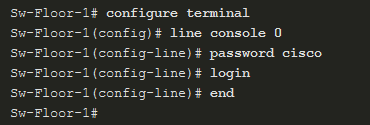 Sw-Floor-1# configure terminal
Sw-Floor-1(config)# line console 0
Sw-Floor-1(config-line)# password cisco
Sw-Floor-1(config-line)# login
Sw-Floor-1(config-line)# end
Sw-Floor-1#